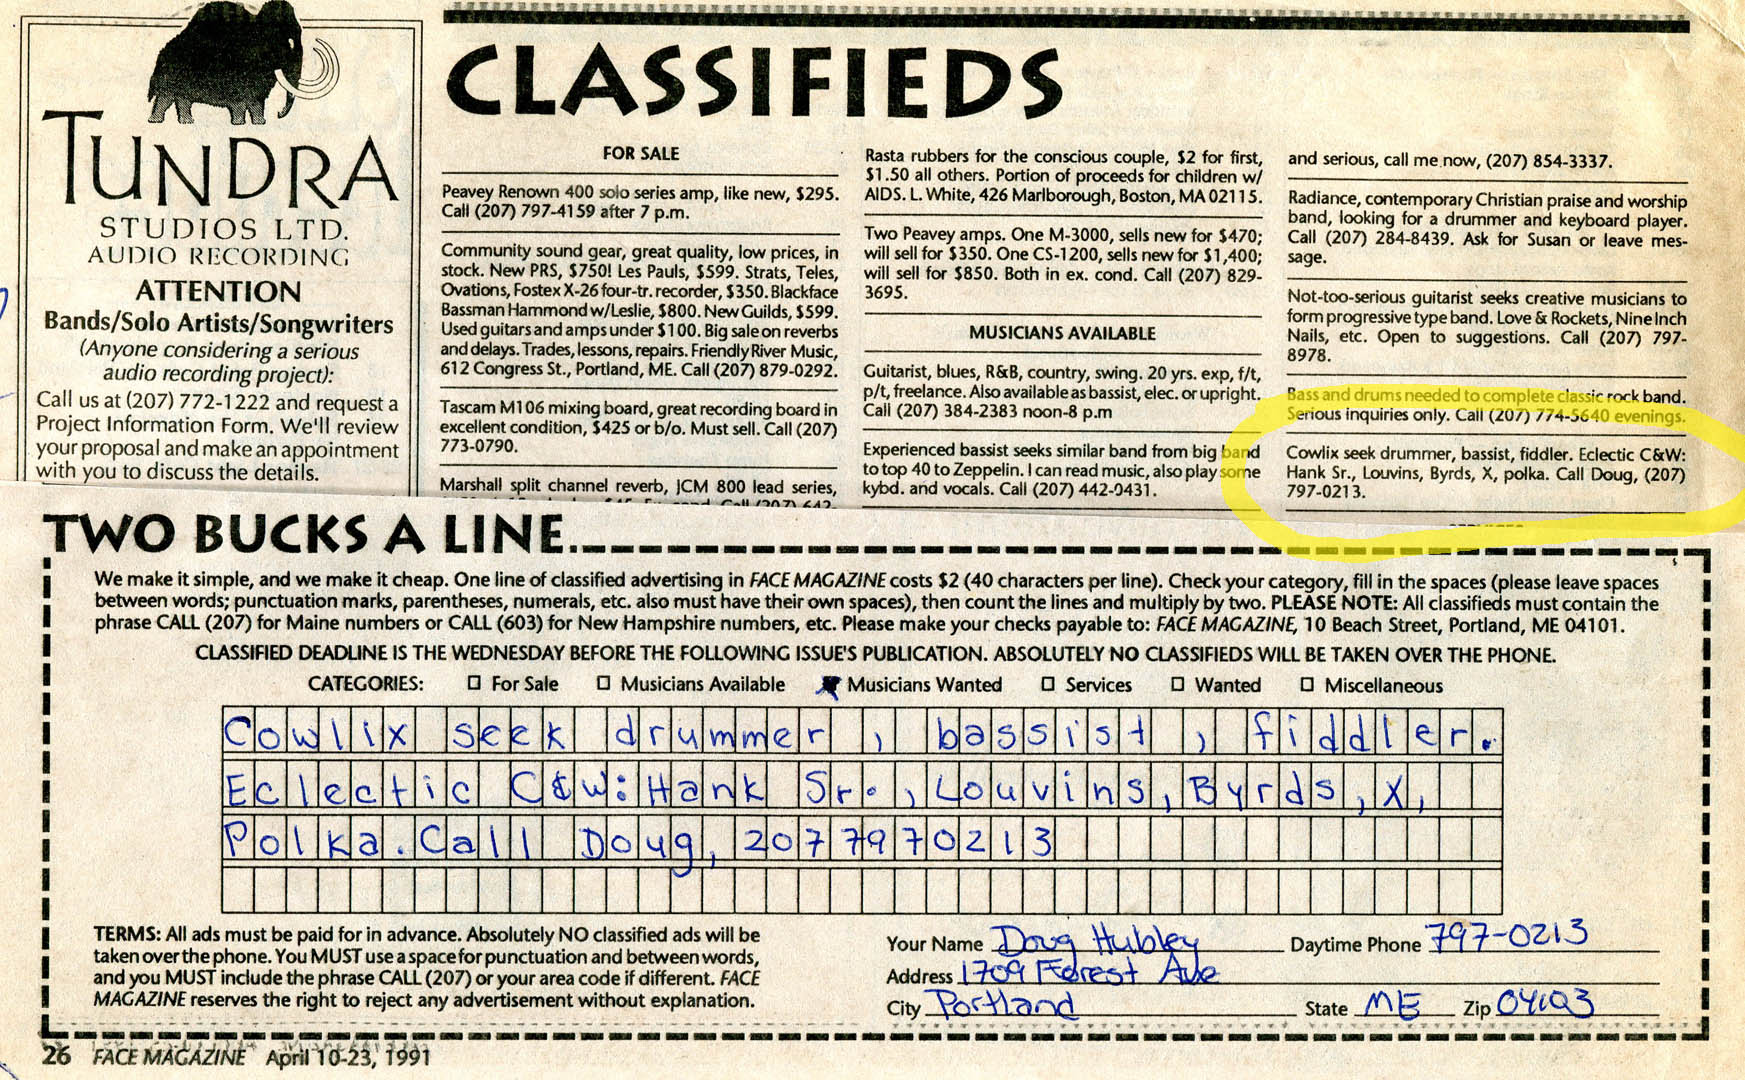 TUNDRA
STUDIOS LTD.
AUDIO RECORDING
ATTENTION
Bands/Solo Artists/Songwriters
(Anyone considering a serious
audio recording project):
Call us at (207) 772-1222 and request a
Project Information Form. We'll review
your proposal and make an appointment
with you to discuss the details.
CLASSIFIEDS
FOR SALE
Peavey Renown 400 solo series amp, like new, $295.
Call (207) 797-4159 after 7 p.m.
Community sound gear, great quality, low prices, in
stock. New PRS, $750! Les Pauls, $599. Strats, Teles,
Ovations, Fostex X-26 four-tr. recorder, $350. Blackface
Bassman Hammond w/Leslie, $800. New Guilds, $599.
Used guitars and amps under $100. Big sale on reverbs
and delays. Trades, lessons, repairs. Friendly River Music,
612 Congress St., Portland, ME. Call (207) 879-0292.
Tascam M106 mixing board, great recording board in
excellent condition, $425 or b/o. Must sell. Call (207)
773-0790.
Marshall split channel reverb, JCM 800 lead series,
Rasta rubbers for the conscious couple, $2 for first,
$1.50 all others. Portion of proceeds for children w/
AIDS. L. White, 426 Marlborough, Boston, MA 02115.
Two Peavey amps. One M-3000, sells new for $470;
will sell for $350. One CS-1200, sells new for $1,400;
will sell for $850. Both in ex. cond. Call (207) 829-
3695.
MUSICIANS AVAILABLE
Guitarist, blues, R&B, country, swing. 20 yrs. exp, f/t,
p/t, freelance. Also available as bassist, elec. or upright.
Call (207) 384-2383 noon-8 p.m
Experienced bassist seeks similar band from big band
to top 40 to Zeppelin. I can read music, also play some
kybd. and vocals. Call (207) 442-0431.
and serious, call me now, (207) 854-3337.
Radiance, contemporary Christian praise and worship
band, looking for a drummer and keyboard player.
Call (207) 284-8439. Ask for Susan or leave mes-
sage.
Not-too-serious guitarist seeks creative musicians to
form progressive type band. Love & Rockets, Nine Inch
Nails, etc. Open to suggestions. Call (207) 797-
8978.
Bass and drums needed to complete classic rock band.
Serious inquiries only. Call (207) 774-5640 evenings.
Cowlix seek drummer, bassist, fiddler. Eclectic C&W:
Hank Sr., Louvins, Byrds, X, polka. Call Doug, (207)
797-0213.
TWO BUCKS A LINE...
We make it simple, and we make it cheap. One line of classified advertising in FACE MAGAZINE costs $2 (40 characters per line). Check your category, fill in the spaces (please leave spaces
between words; punctuation marks, parentheses, numerals, etc. also must have their own spaces), then count the lines and multiply by two. PLEASE NOTE: All classifieds must contain the
phrase CALL (207) for Maine numbers or CALL (603) for New Hampshire numbers, etc. Please make your checks payable to: FACE MAGAZINE, 10 Beach Street, Portland, ME 04101.
CLASSIFIED DEADLINE IS THE WEDNESDAY BEFORE THE FOLLOWING ISSUE'S PUBLICATION. ABSOLUTELY NO CLASSIFIEDS WILL BE TAKEN OVER THE PHONE.
CATEGORIES: For Sale Musicians Available Musicians Wanted Services Wanted Miscellaneous
Cowlix seek drummer, bassist, fiddler.
Eclectic C&W: Hank Sr., Louvins, Byrds, X,
Polka. Call Doug, 2077970213
TERMS: All ads must be paid for in advance. Absolutely NO classified ads will be
taken over the phone. You MUST use a space for punctuation and between words,
and you MUST include the phrase CALL (207) or your area code if different. FACE
MAGAZINE reserves the right to reject any advertisement without explanation.
Your Name Doug Hubley Daytime Phone 797-0213
Address 1709 Forest Ave
City Portland State ME Zip 04103
26 FACE MAGAZINE April 10-23, 1991